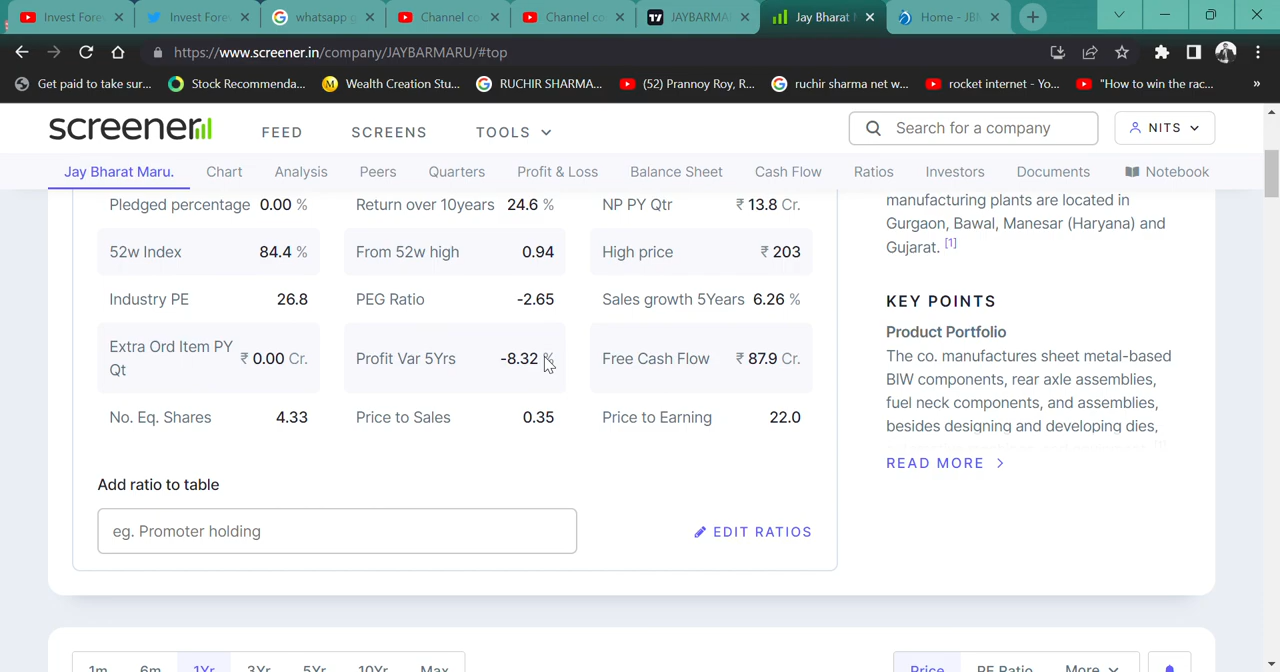 Invest Fore
Invest Fore
whatsapp g
Channel co
Channel co
JAYBARMA
Jay Bharat
Home - JBM
https://www.screener.in/company/JAYBARMARU/#top
Get paid to take sur...
Stock Recommenda...
Wealth Creation Stu...
RUCHIR SHARMA...
(52) Prannoy Roy, R...
ruchir sharma net w...
rocket internet - Yo...
"How to win the rac...
»
screener
FEED
SCREENS
TOOLS
Search for a company
NITS
Jay Bharat Maru.
Chart
Analysis
Peers
Quarters
Profit & Loss
Balance Sheet
Cash Flow
Ratios
Investors
Documents
Notebook
Pledged percentage 0.00 %
Return over 10years 24.6 %
NP PY Qtr ₹ 13.8 Cr.
52w Index 84.4 %
From 52w high 0.94
High price ₹ 203
Industry PE 26.8
PEG Ratio -2.65
Sales growth 5Years 6.26 %
Extra Ord Item PY
Qt
₹ 0.00 Cr.
Profit Var 5Yrs -8.32 %
Free Cash Flow ₹ 87.9 Cr.
No. Eq. Shares 4.33
Price to Sales 0.35
Price to Earning 22.0
Add ratio to table
eg. Promoter holding
EDIT RATIOS
manufacturing plants are located in
Gurgaon, Bawal, Manesar (Haryana) and
Gujarat. [1]
KEY POINTS
Product Portfolio
The co. manufactures sheet metal-based
BIW components, rear axle assemblies,
fuel neck components, and assemblies,
besides designing and developing dies,
READ MORE
1m
6m
1Yr
3Yr
5Yr
10Yr
Max
Price
PE Ratio
More